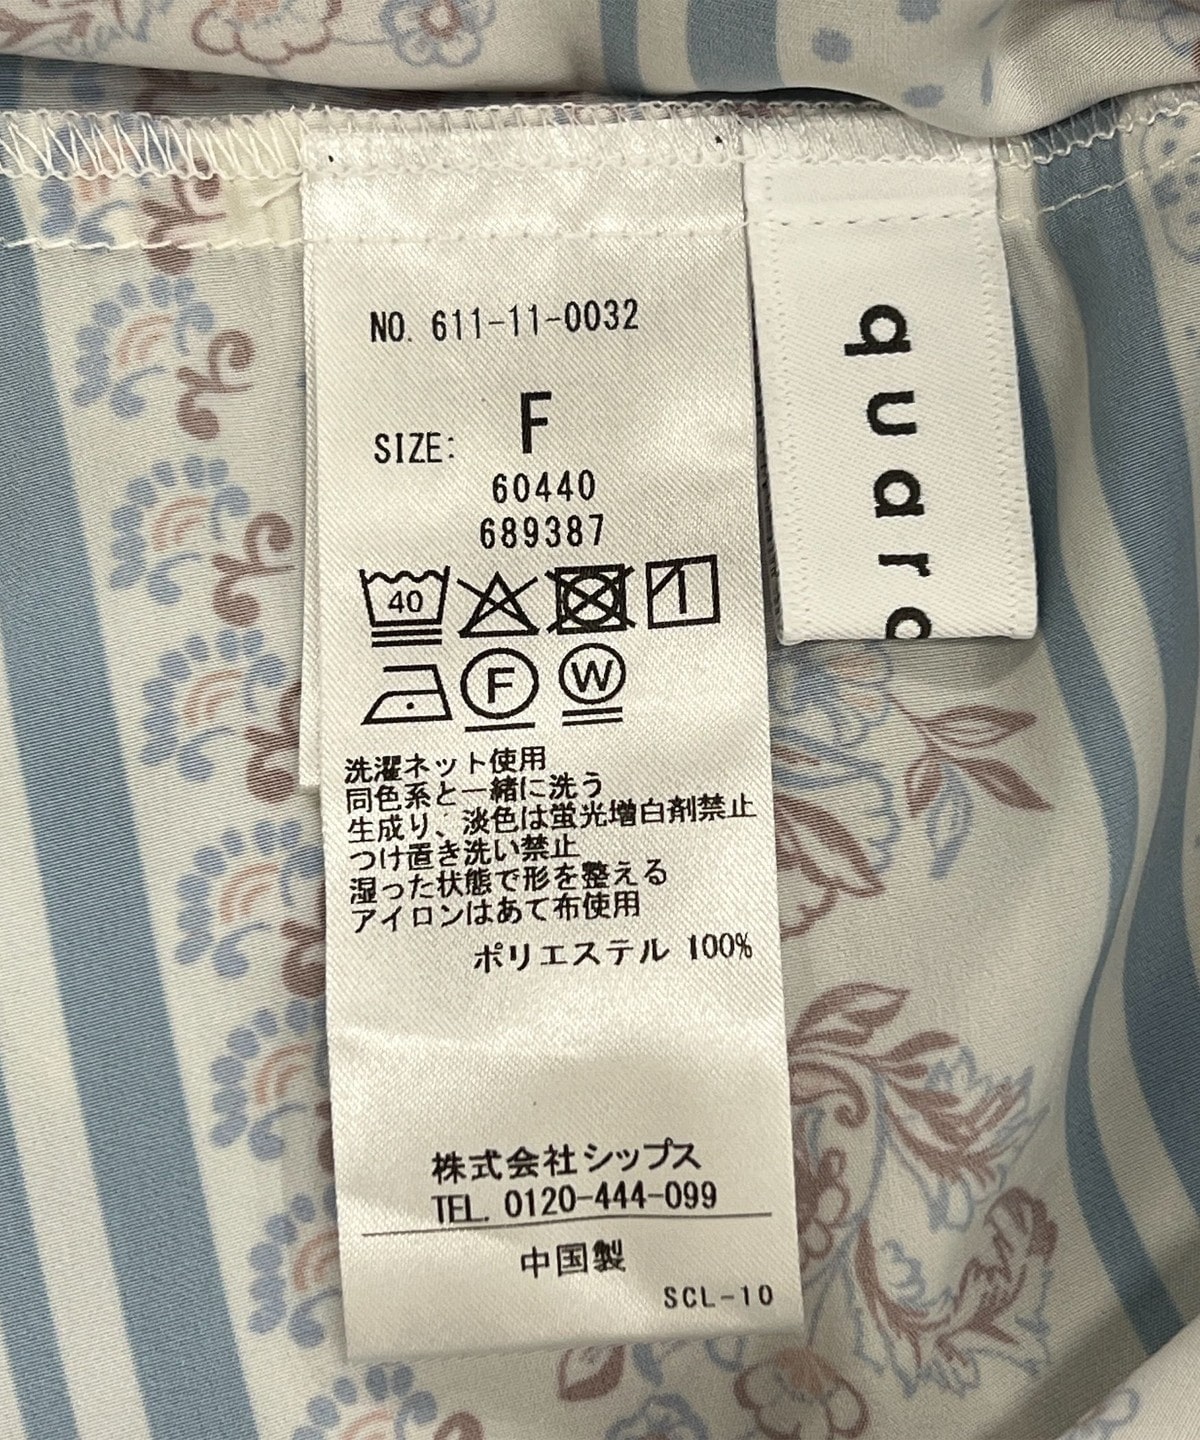 NO. 611-11-0032
SIZE: F
60440
689387
40
F
W
洗濯ネット使用
同色系と一緒に洗う
生成り、淡色は蛍光増白剤禁止
つけ置き洗い禁止
湿った状態で形を整える
アイロンはあて布使用
ポリエステル 100%
株式会社シップス
TEL. 0120-444-099
中国製
SCL-10
quar